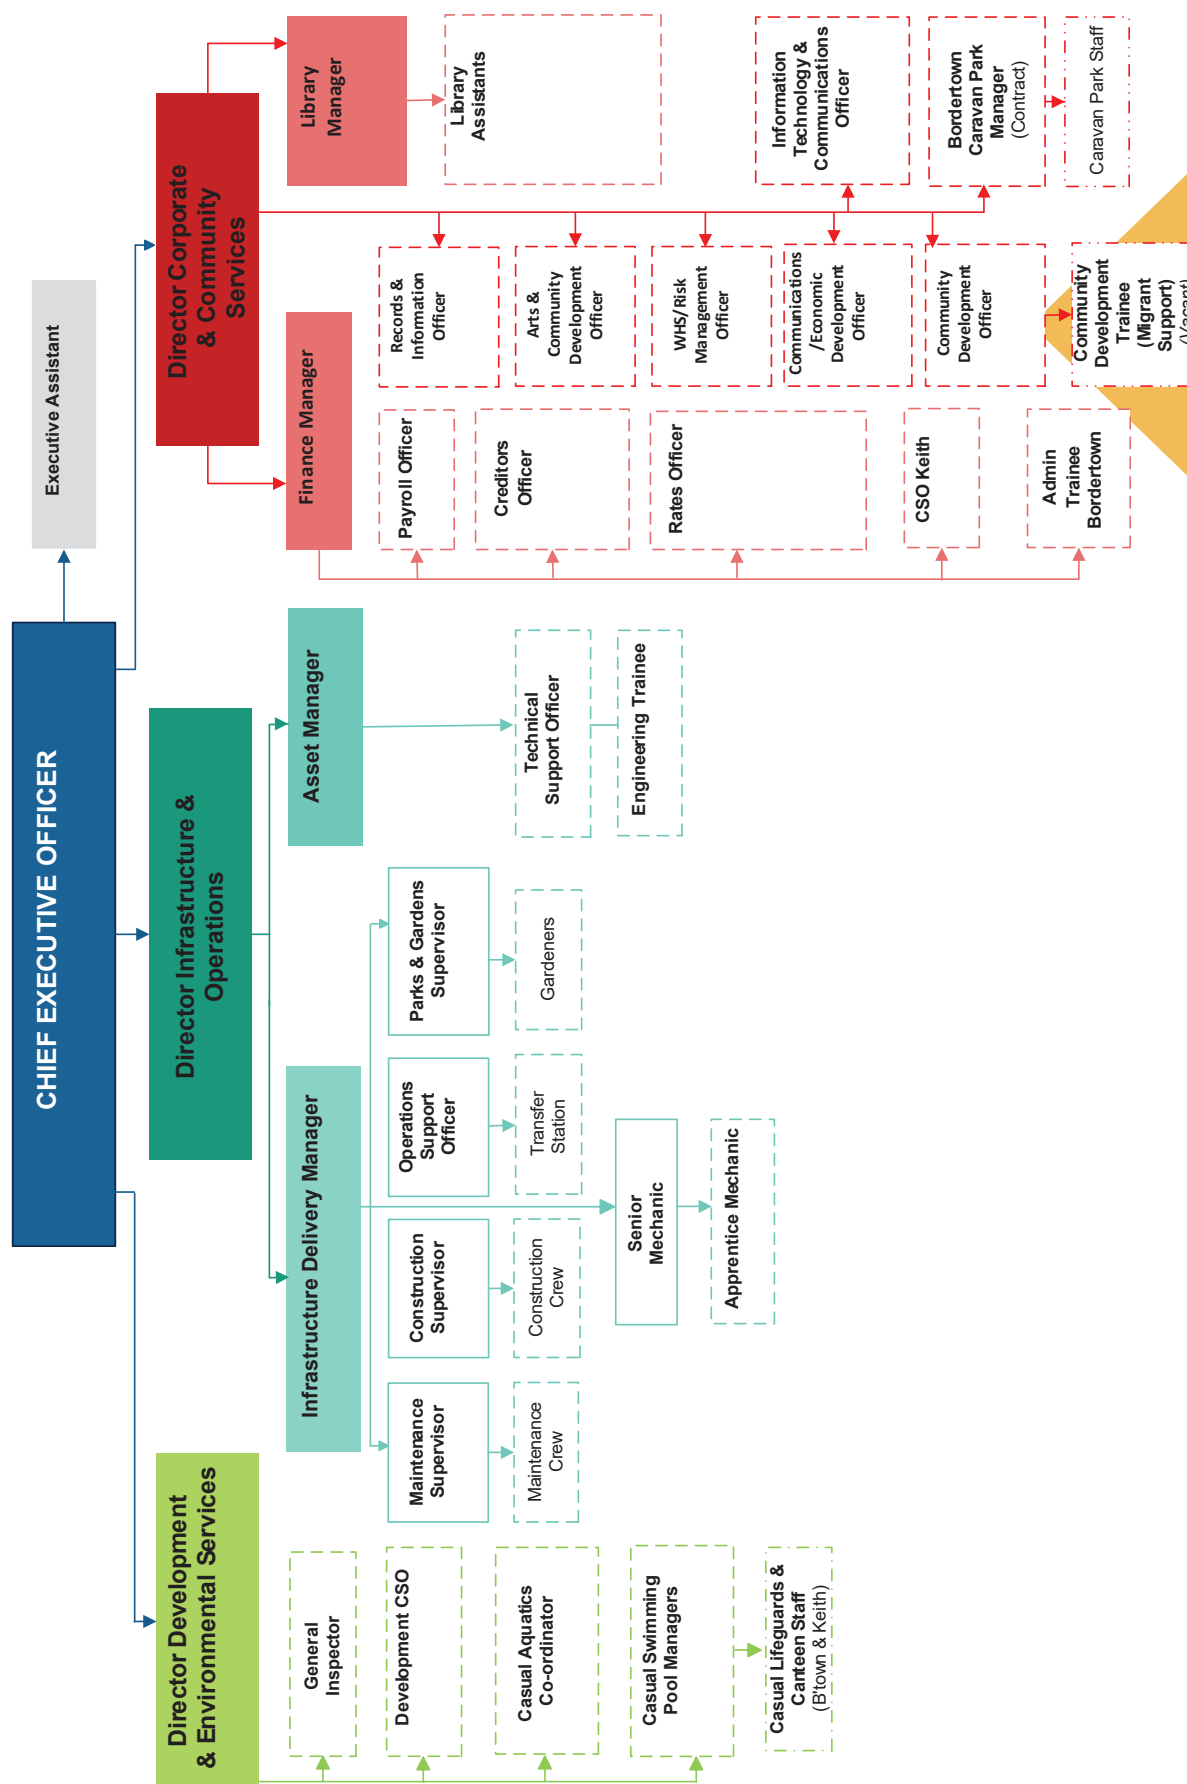 CHIEF EXECUTIVE OFFICER
Executive Assistant
Director Development
& Environmental Services
General
Inspector
Development CSO
Casual Aquatics
Co-ordinator
Casual Swimming
Pool Managers
Casual Lifeguards &
Canteen Staff
(B'town & Keith)
Director Infrastructure &
Operations
Infrastructure Delivery Manager
Maintenance
Supervisor
Maintenance
Crew
Construction
Supervisor
Construction
Crew
Operations
Support
Officer
Transfer
Station
Parks & Gardens
Supervisor
Gardeners
Senior
Mechanic
Apprentice Mechanic
Asset Manager
Technical
Support Officer
Engineering Trainee
Director Corporate
& Community
Services
Finance Manager
Payroll Officer
Creditors
Officer
Rates Officer
CSO Keith
Admin
Trainee
Bordertown
Records &
Information
Officer
Arts &
Community
Development
Officer
WHS/Risk
Management
Officer
Communications
/Economic
Development
Officer
Community
Development
Officer
Community
Development
Trainee
(Migrant
Support)
(Vacant)
Library
Manager
Library
Assistants
Information
Technology &
Communications
Officer
Bordertown
Caravan Park
Manager
(Contract)
Caravan Park Staff